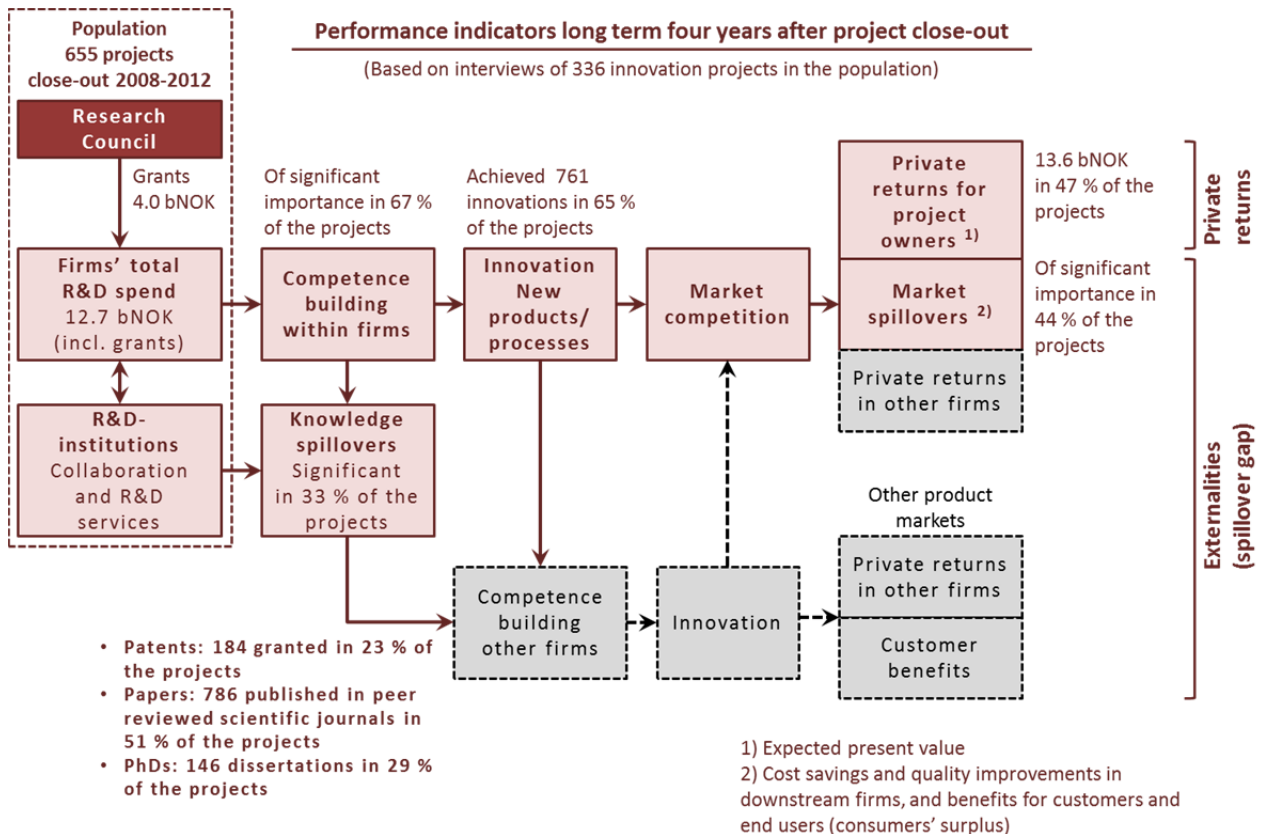 Population
655 projects
close-out 2008-2012
Performance indicators long term four years after project close-out
(Based on interviews of 336 innovation projects in the population)
Research
Council
Grants
4.0 bNOK
Of significant
importance in 67 %
of the projects
Achieved 761
innovations in 65 %
of the projects
Private
returns for
project
owners 1)
13.6 bNOK
in 47 % of the
projects
Private
returns
Firms' total
R&D spend
12.7 bNOK
(incl. grants)
Competence
building
within firms
Innovation
New
products/
processes
Market
competition
Market
spillovers 2)
Of significant
importance in
44 % of the
projects
Private returns
in other firms
R&D-
institutions
Collaboration
and R&D
services
Knowledge
spillovers
Significant
in 33 % of the
projects
Externalities
(spillover gap)
Other product
markets
Competence
building
other firms
Innovation
Private returns
in other firms
Customer
benefits
• Patents: 184 granted in 23 % of
the projects
• Papers: 786 published in peer
reviewed scientific journals in
51 % of the projects
• PhDs: 146 dissertations in 29 %
of the projects
1) Expected present value
2) Cost savings and quality improvements in
downstream firms, and benefits for customers and
end users (consumers' surplus)